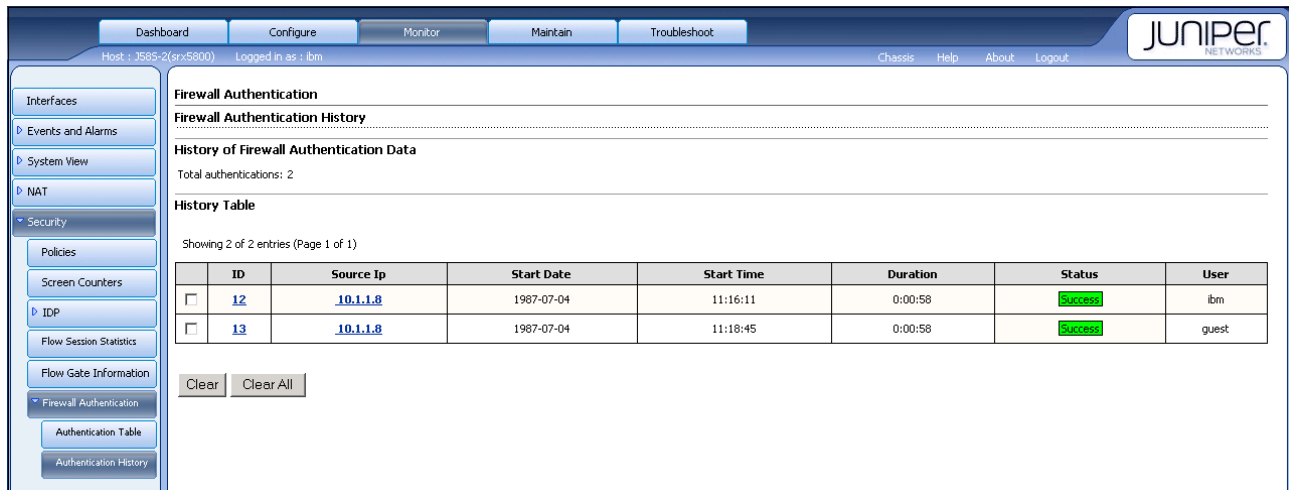 Dashboard Configure Monitor Maintain Troubleshoot
JUNIPER
NETWORKS
Host : J58S-2(srx5800) Logged in as : ibm Chassis Help About Logout
Interfaces
Events and Alarms
System View
NAT
Security
Policies
Screen Counters
IDP
Flow Session Statistics
Flow Gate Information
Firewall Authentication
Authentication Table
Authentication History
Firewall Authentication
Firewall Authentication History
History of Firewall Authentication Data
Total authentications: 2
History Table
Showing 2 of 2 entries (Page 1 of 1)
ID Source Ip Start Date Start Time Duration Status User
12 10.1.1.8 1987-07-04 11:16:11 0:00:58 Success ibm
13 10.1.1.8 1987-07-04 11:18:45 0:00:58 Success guest
Clear Clear All